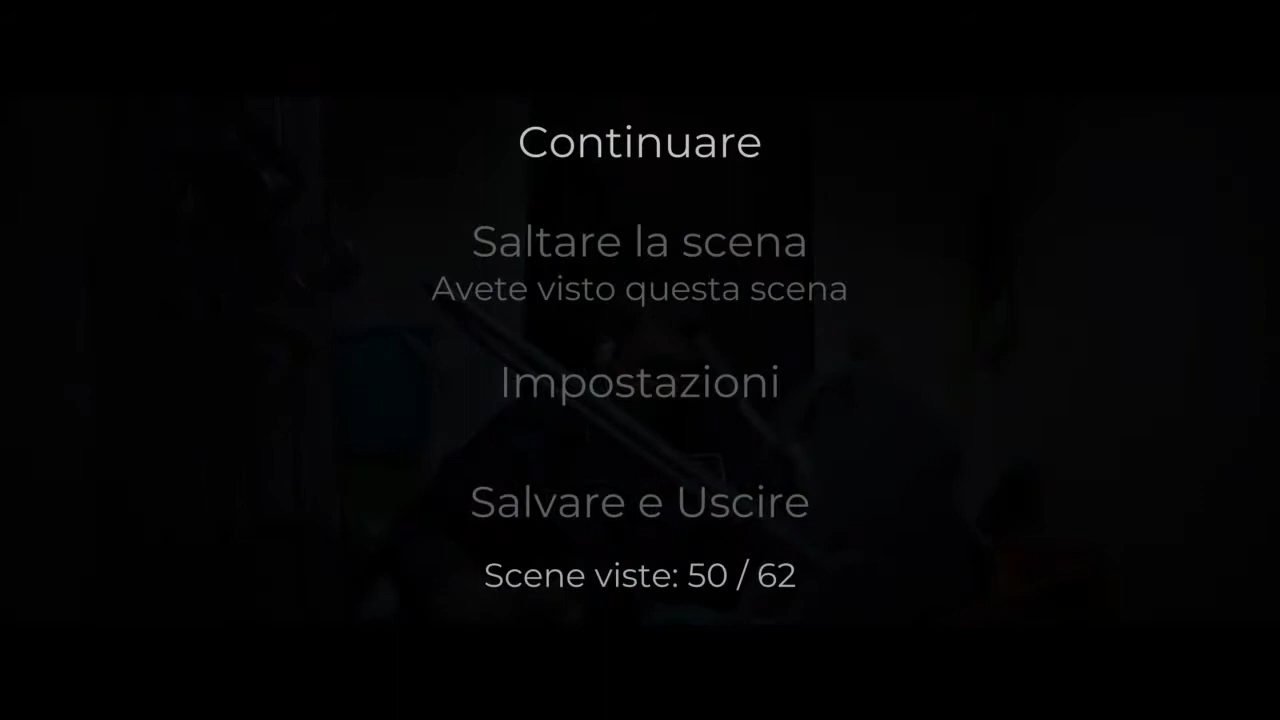 Continuare
Saltare la scena
Avete visto questa scena
Impostazioni
Salvare e Uscire
Scene viste: 50 / 62